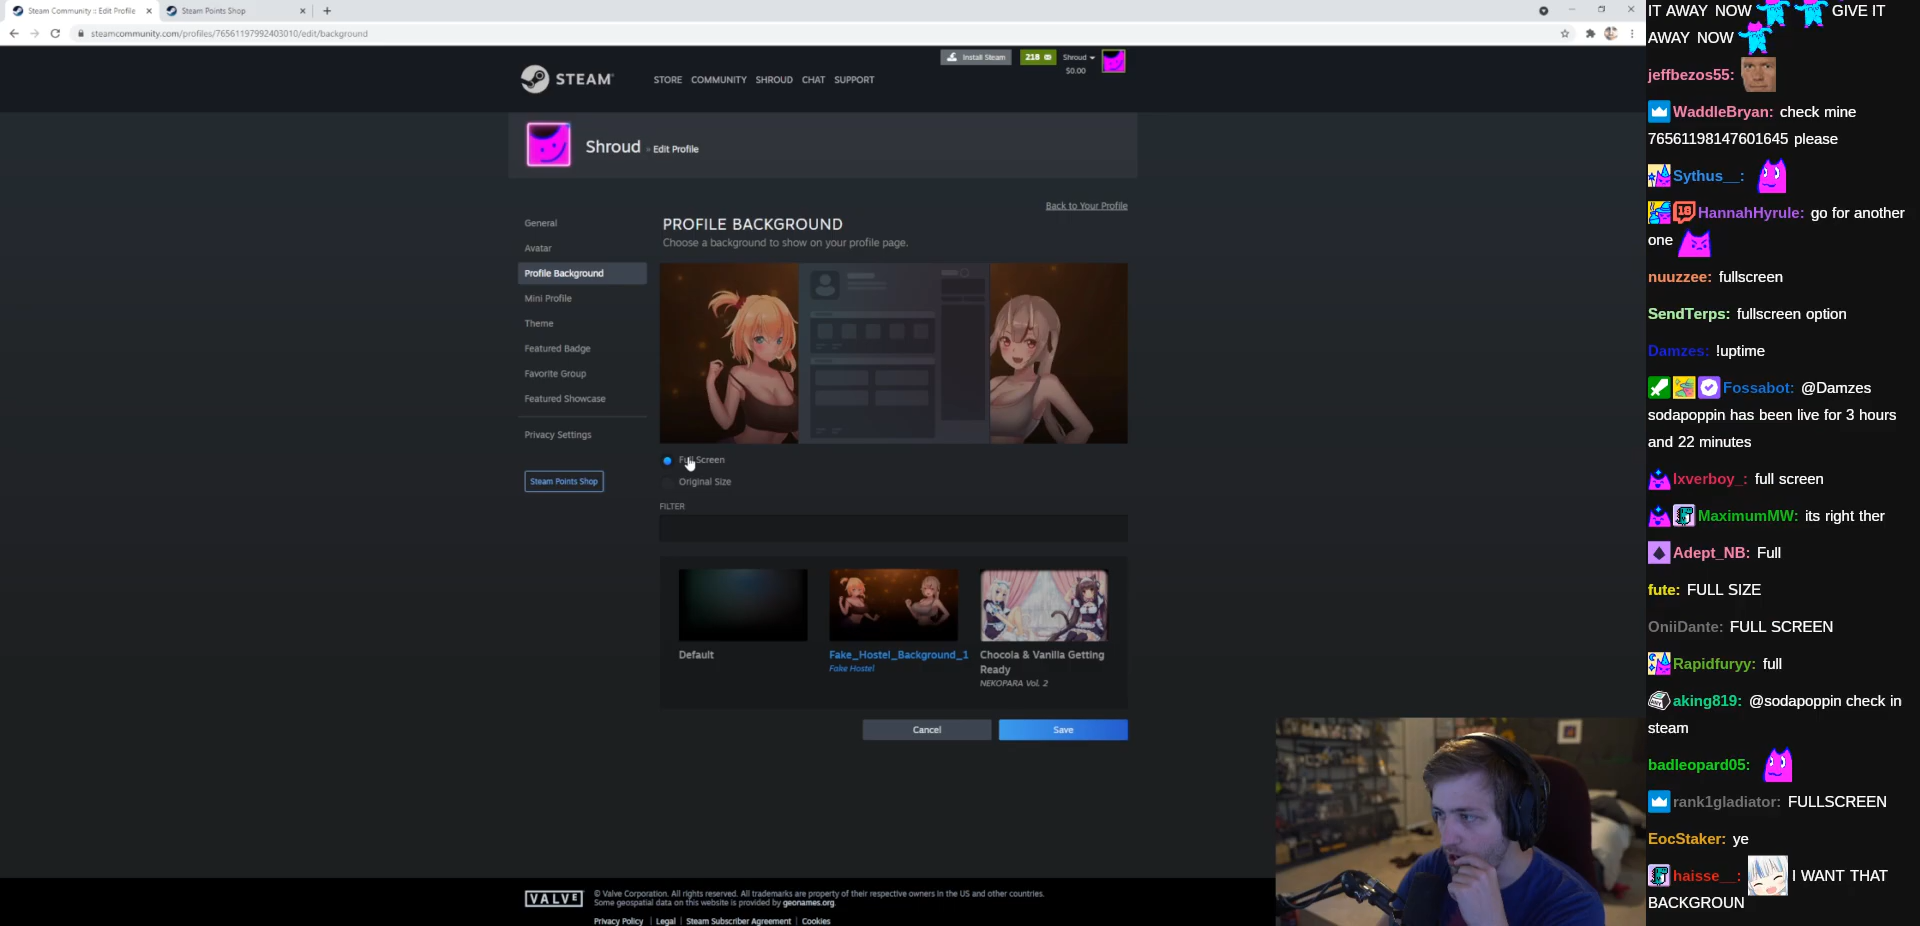 Steam Community :: Edit Profile
Steam Points Shop
steamcommunity.com/profiles/76561197992403010/edit/background
Install Steam
218
Shroud
$0.00
STEAM
STORE COMMUNITY SHROUD CHAT SUPPORT
Shroud » Edit Profile
Back to Your Profile
General
Avatar
Profile Background
Mini Profile
Theme
Featured Badge
Favorite Group
Featured Showcase
Privacy Settings
Steam Points Shop
PROFILE BACKGROUND
Choose a background to show on your profile page.
Full Screen
Original Size
FILTER
Default
Fake_Hostel_Background_1
Fake Hostel
Chocola & Vanilla Getting
Ready
NEKOPARA Vol. 2
Cancel
Save
VALVE
© Valve Corporation. All rights reserved. All trademarks are property of their respective owners in the US and other countries.
Some geospatial data on this website is provided by geonames.org.
Privacy Policy | Legal | Steam Subscriber Agreement | Cookies
IT AWAY NOW GIVE IT
AWAY NOW
jeffbezos55:
WaddleBryan: check mine
76561198147601645 please
Sythus__:
18 HannahHyrule: go for another
one
nuuzzee: fullscreen
SendTerps: fullscreen option
Damzes: !uptime
Fossabot: @Damzes
sodapoppin has been live for 3 hours
and 22 minutes
lxverboy_: full screen
MaximumMW: its right ther
Adept_NB: Full
fute: FULL SIZE
OniiDante: FULL SCREEN
Rapidfuryy: full
aking819: @sodapoppin check in
steam
badleopard05:
rank1gladiator: FULLSCREEN
EocStaker: ye
haisse__: I WANT THAT
BACKGROUN